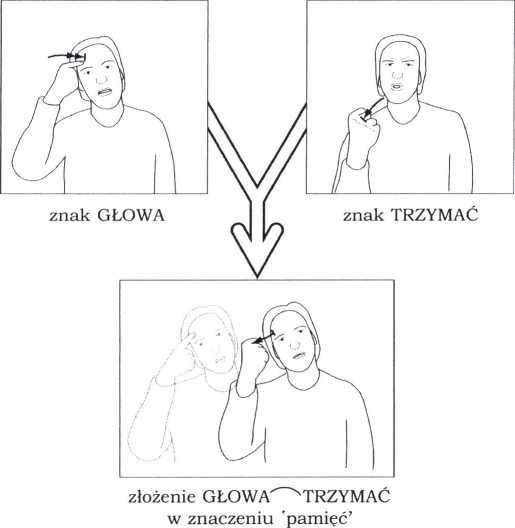 znak GŁOWA
znak TRZYMAĆ
złożenie GŁOWA⁀TRZYMAĆ
w znaczeniu 'pamięć'